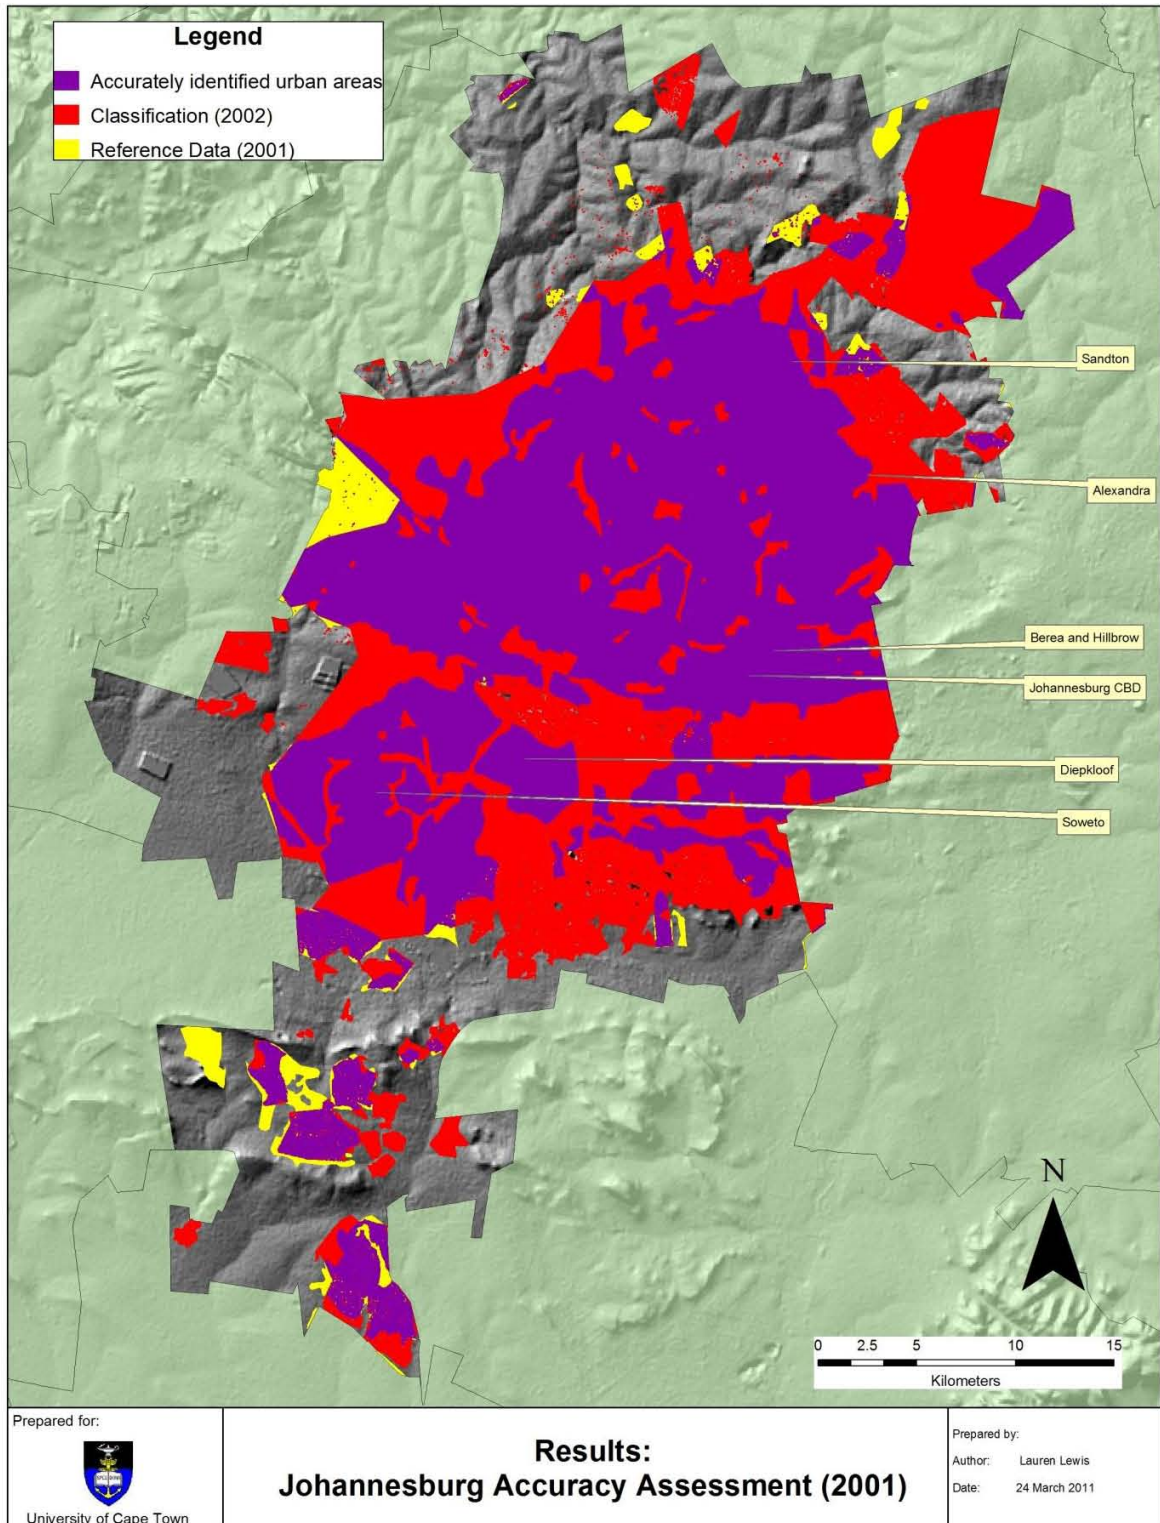 Legend
Accurately identified urban areas
Classification (2002)
Reference Data (2001)
Sandton
Alexandra
Berea and Hillbrow
Johannesburg CBD
Diepkloof
Soweto
N
0 2.5 5 10 15
Kilometers
Prepared for:
University of Cape Town
Results:
Johannesburg Accuracy Assessment (2001)
Prepared by:
Author: Lauren Lewis
Date: 24 March 2011